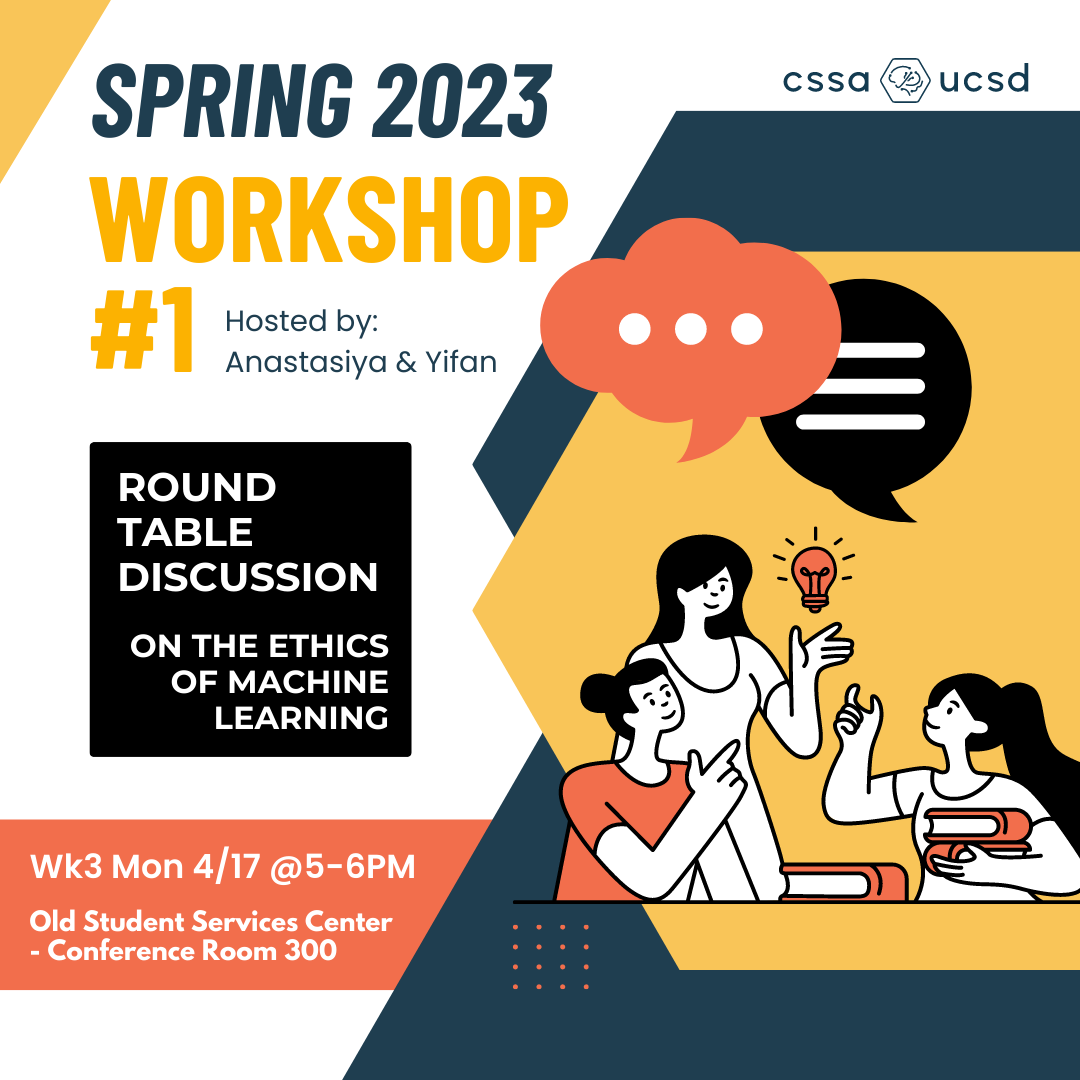 SPRING 2023
cssa ucsd
WORKSHOP
#1
Hosted by:
Anastasiya & Yifan
ROUND
TABLE
DISCUSSION
ON THE ETHICS
OF MACHINE
LEARNING
Wk3 Mon 4/17 @5-6PM
Old Student Services Center
- Conference Room 300